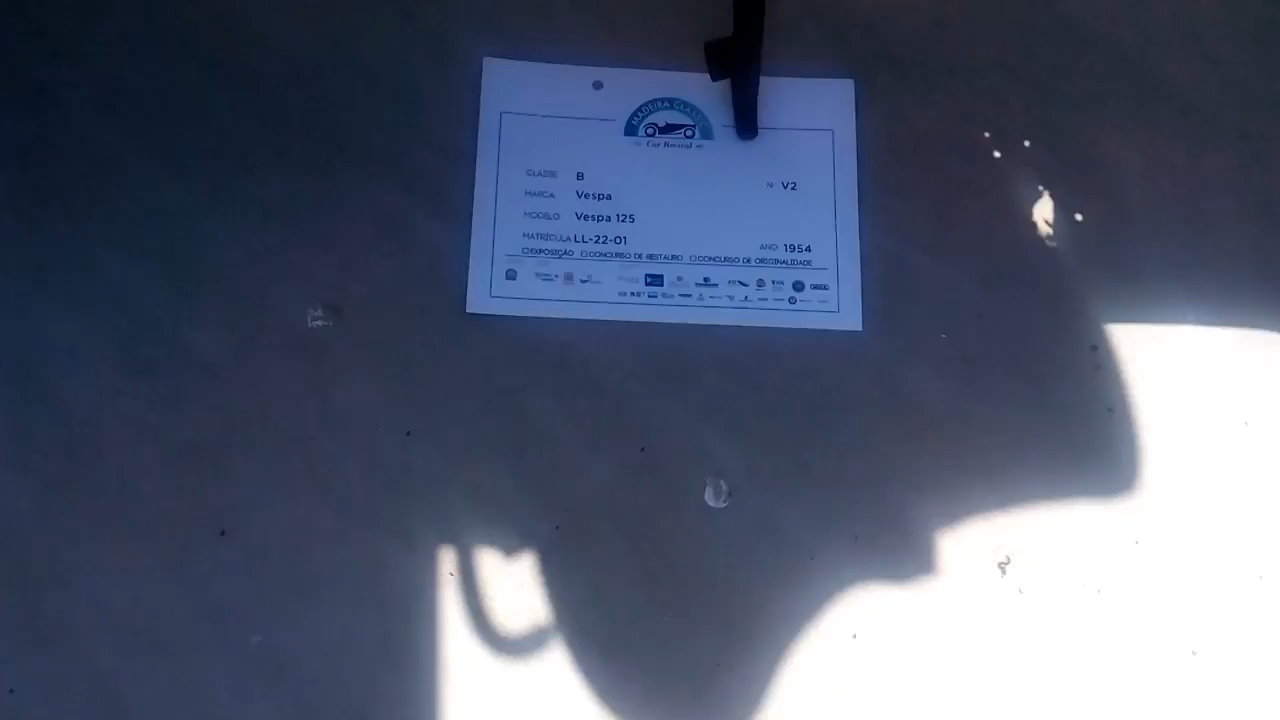 MADEIRA CLASSIC
Car Revival
CLASSE B
Nº V2
MARCA Vespa
MODELO Vespa 125
MATRÍCULA LL-22-01
ANO 1954
EXPOSIÇÃO CONCURSO DE RESTAURO CONCURSO DE ORIGINALIDADE